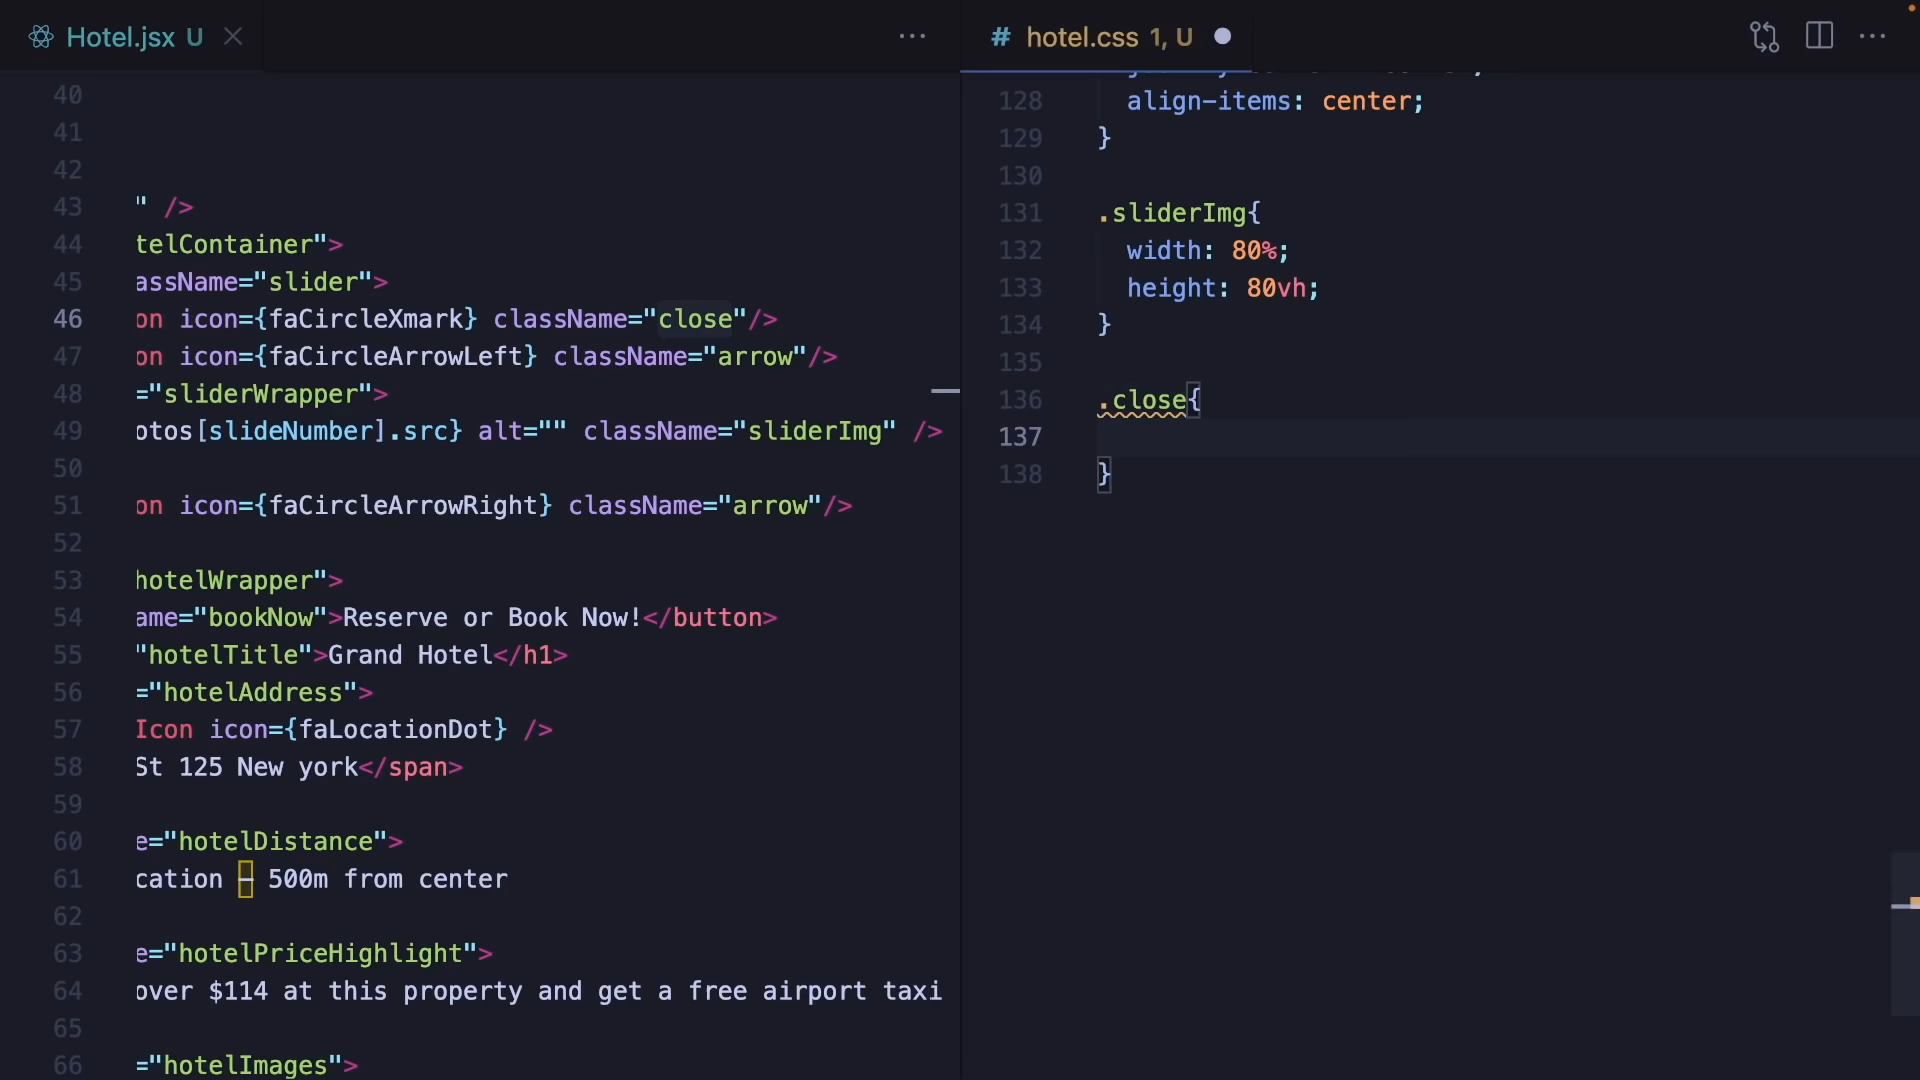 Hotel.jsx U
# hotel.css 1, U
40
41
42
43 " />
44 telContainer">
45 assName="slider">
46 on icon={faCircleXmark} className="close"/>
47 on icon={faCircleArrowLeft} className="arrow"/>
48 ="sliderWrapper">
49 otos[slideNumber].src} alt="" className="sliderImg" />
50
51 on icon={faCircleArrowRight} className="arrow"/>
52
53 hotelWrapper">
54 ame="bookNow">Reserve or Book Now!</button>
55 "hotelTitle">Grand Hotel</h1>
56 ="hotelAddress">
57 Icon icon={faLocationDot} />
58 St 125 New york</span>
59
60 e="hotelDistance">
61 cation – 500m from center
62
63 e="hotelPriceHighlight">
64 over $114 at this property and get a free airport taxi
65
66 ="hotelImages">
128 align-items: center;
129 }
130
131 .sliderImg{
132 width: 80%;
133 height: 80vh;
134 }
135
136 .close{
137
138 }